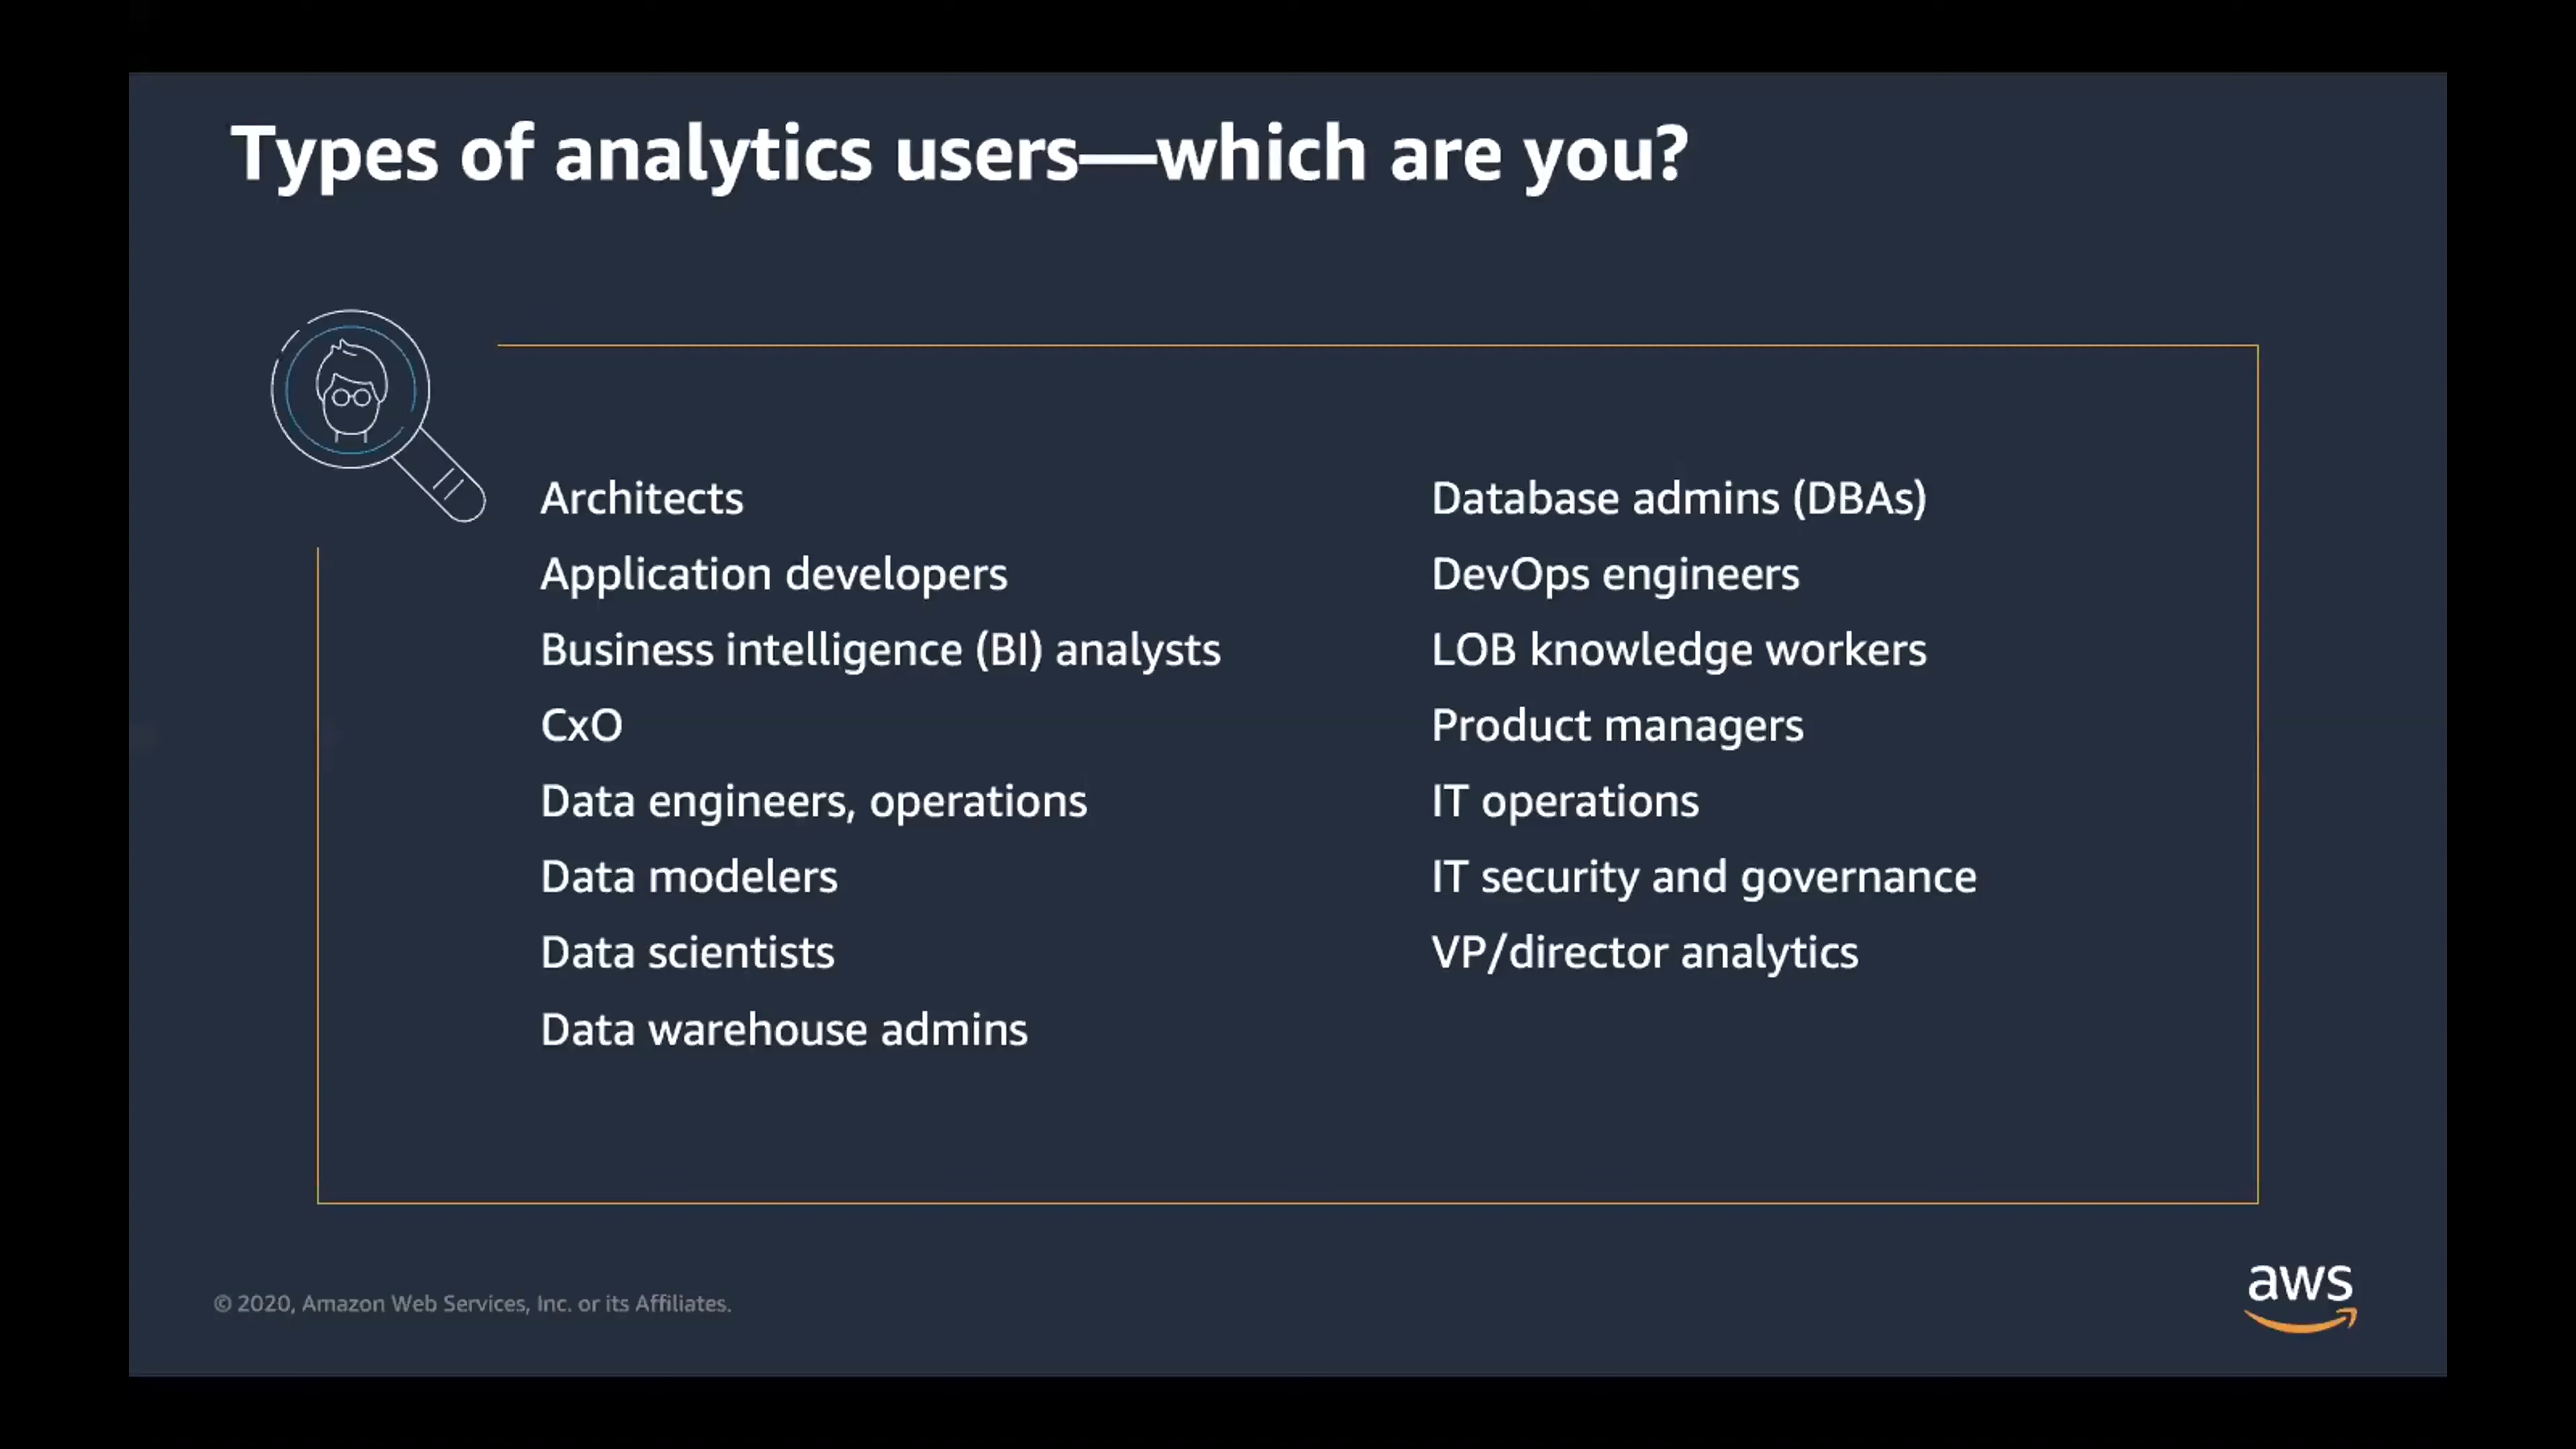 Types of analytics users—which are you?
Architects
Application developers
Business intelligence (BI) analysts
CxO
Data engineers, operations
Data modelers
Data scientists
Data warehouse admins
Database admins (DBAs)
DevOps engineers
LOB knowledge workers
Product managers
IT operations
IT security and governance
VP/director analytics
© 2020, Amazon Web Services, Inc. or its Affiliates.
aws